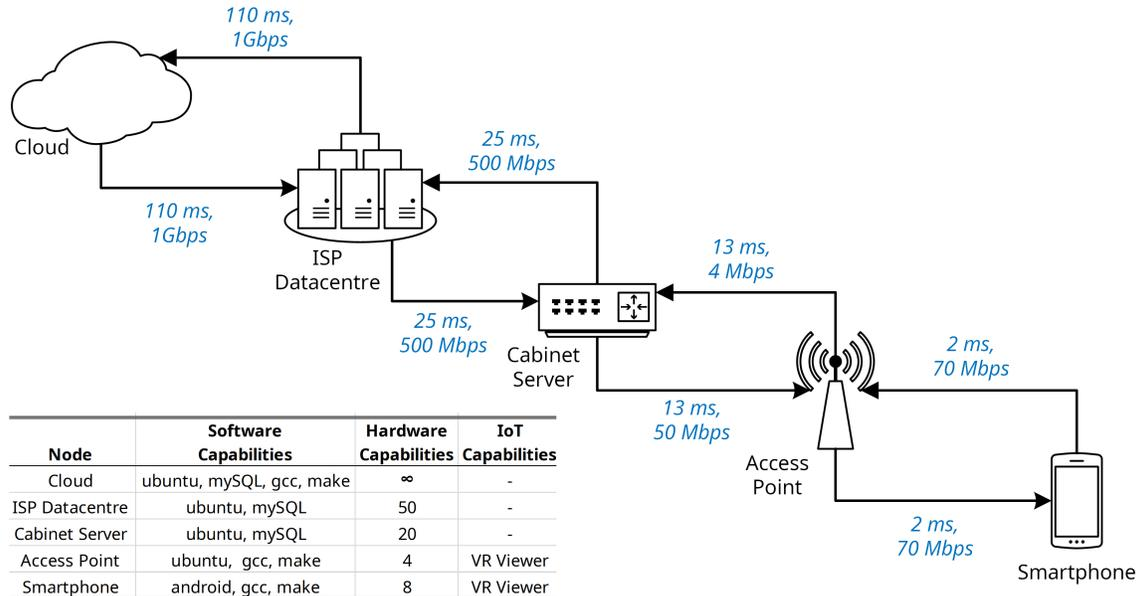 110 ms,
1Gbps
Cloud
25 ms,
500 Mbps
110 ms,
1Gbps
ISP
Datacentre
13 ms,
4 Mbps
25 ms,
500 Mbps
Cabinet
Server
2 ms,
70 Mbps
13 ms,
50 Mbps
Access
Point
2 ms,
70 Mbps
Smartphone
Node Software Capabilities Hardware Capabilities IoT Capabilities
Cloud ubuntu, mySQL, gcc, make ∞ -
ISP Datacentre ubuntu, mySQL 50 -
Cabinet Server ubuntu, mySQL 20 -
Access Point ubuntu, gcc, make 4 VR Viewer
Smartphone android, gcc, make 8 VR Viewer